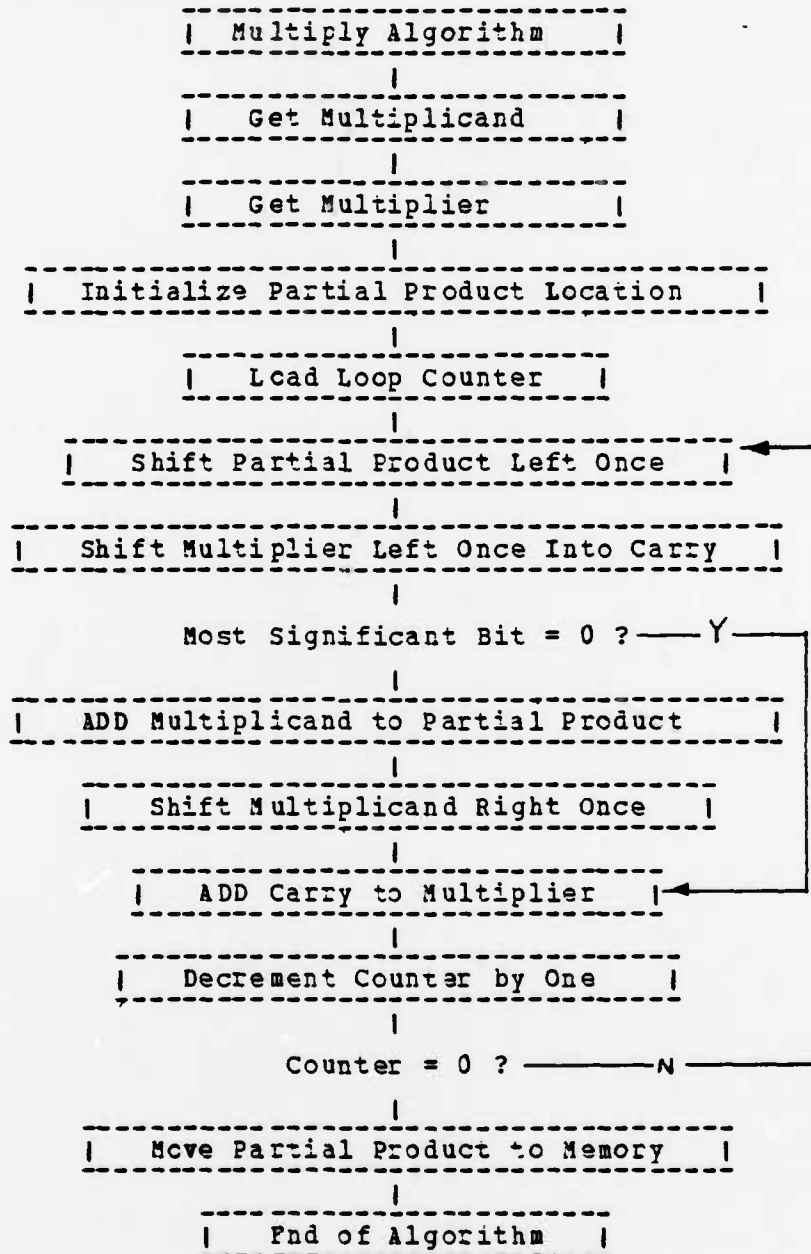 Multiply Algorithm
Get Multiplicand
Get Multiplier
Initialize Partial Product Location
Load Loop Counter
Shift Partial Product Left Once
Shift Multiplier Left Once Into Carry
Most Significant Bit = 0 ? Y
ADD Multiplicand to Partial Product
Shift Multiplicand Right Once
ADD Carry to Multiplier
Decrement Counter by One
Counter = 0 ? N
Move Partial Product to Memory
End of Algorithm